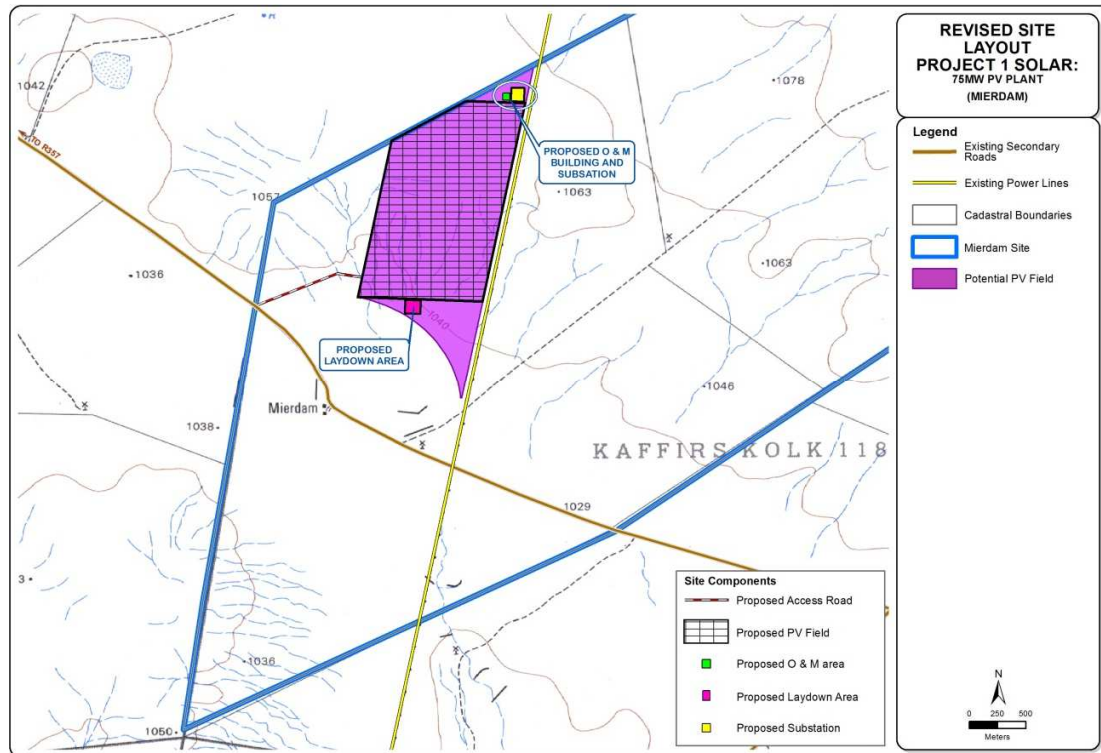 REVISED SITE
LAYOUT
PROJECT 1 SOLAR:
75MW PV PLANT
(MIERDAM)
Legend
Existing Secondary
Roads
Existing Power Lines
Cadastral Boundaries
Mierdam Site
Potential PV Field
1042
TO R357
1078
PROPOSED O & M
BUILDING AND
SUBSATION
1063
1057
1036
1063
1040
PROPOSED
LAYDOWN AREA
1046
Mierdam
1038
KAFFIRS KOLK 118
1029
3
1036
1050
Site Components
Proposed Access Road
Proposed PV Field
Proposed O & M area
Proposed Laydown Area
Proposed Substation
N
0 250 500
Meters